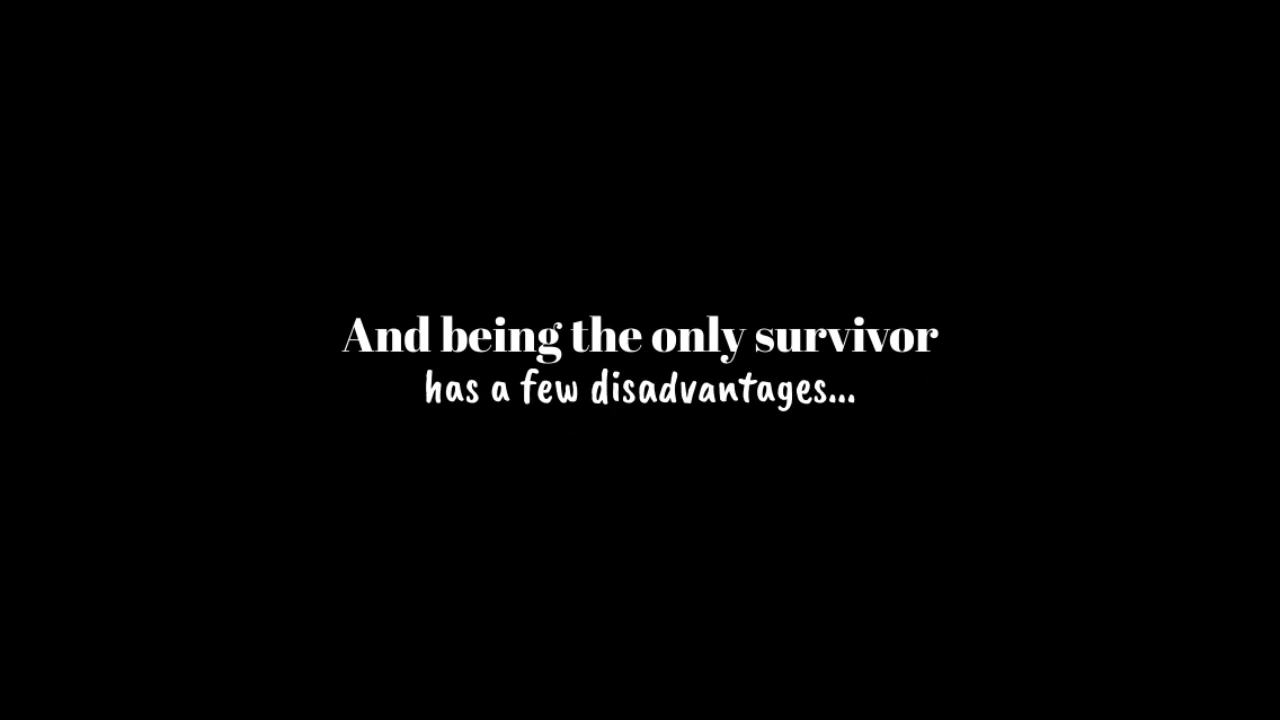 And being the only survivor
has a few disadvantages...